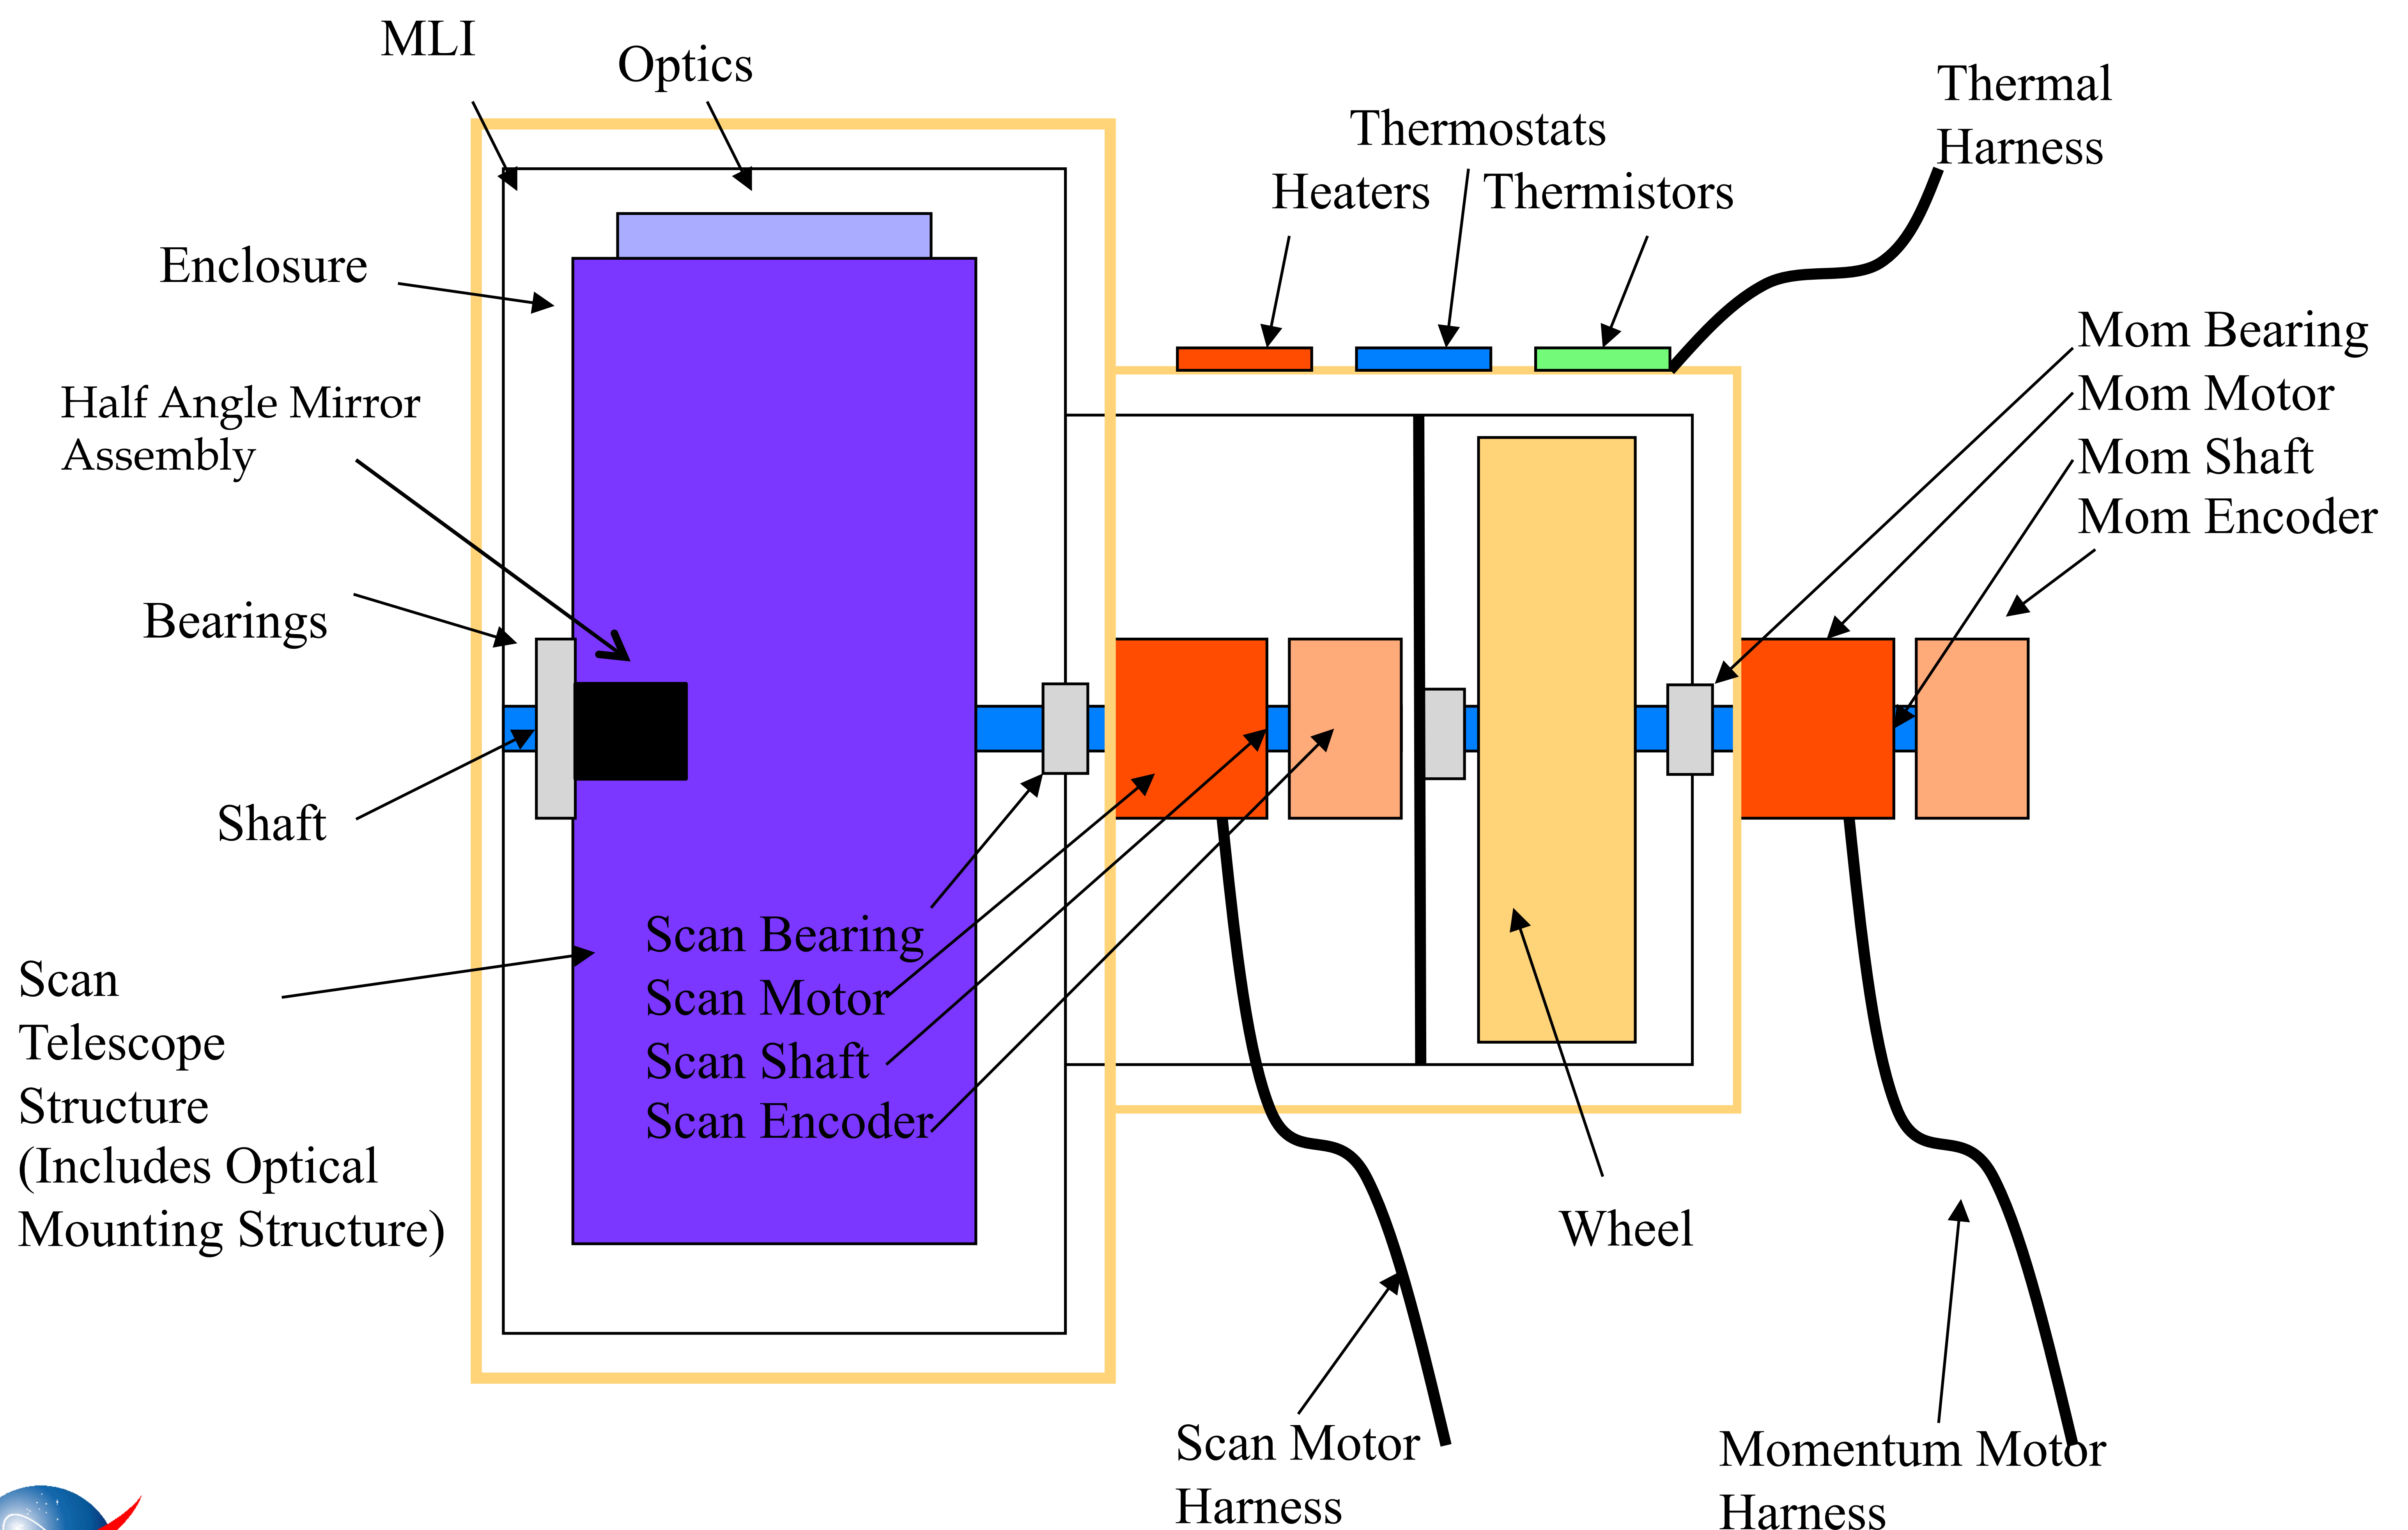 MLI
Optics
Thermal
Harness
Thermostats
Heaters
Thermistors
Enclosure
Mom Bearing
Mom Motor
Mom Shaft
Mom Encoder
Half Angle Mirror
Assembly
Bearings
Shaft
Scan Bearing
Scan Motor
Scan Shaft
Scan Encoder
Scan
Telescope
Structure
(Includes Optical
Mounting Structure)
Wheel
Scan Motor
Harness
Momentum Motor
Harness